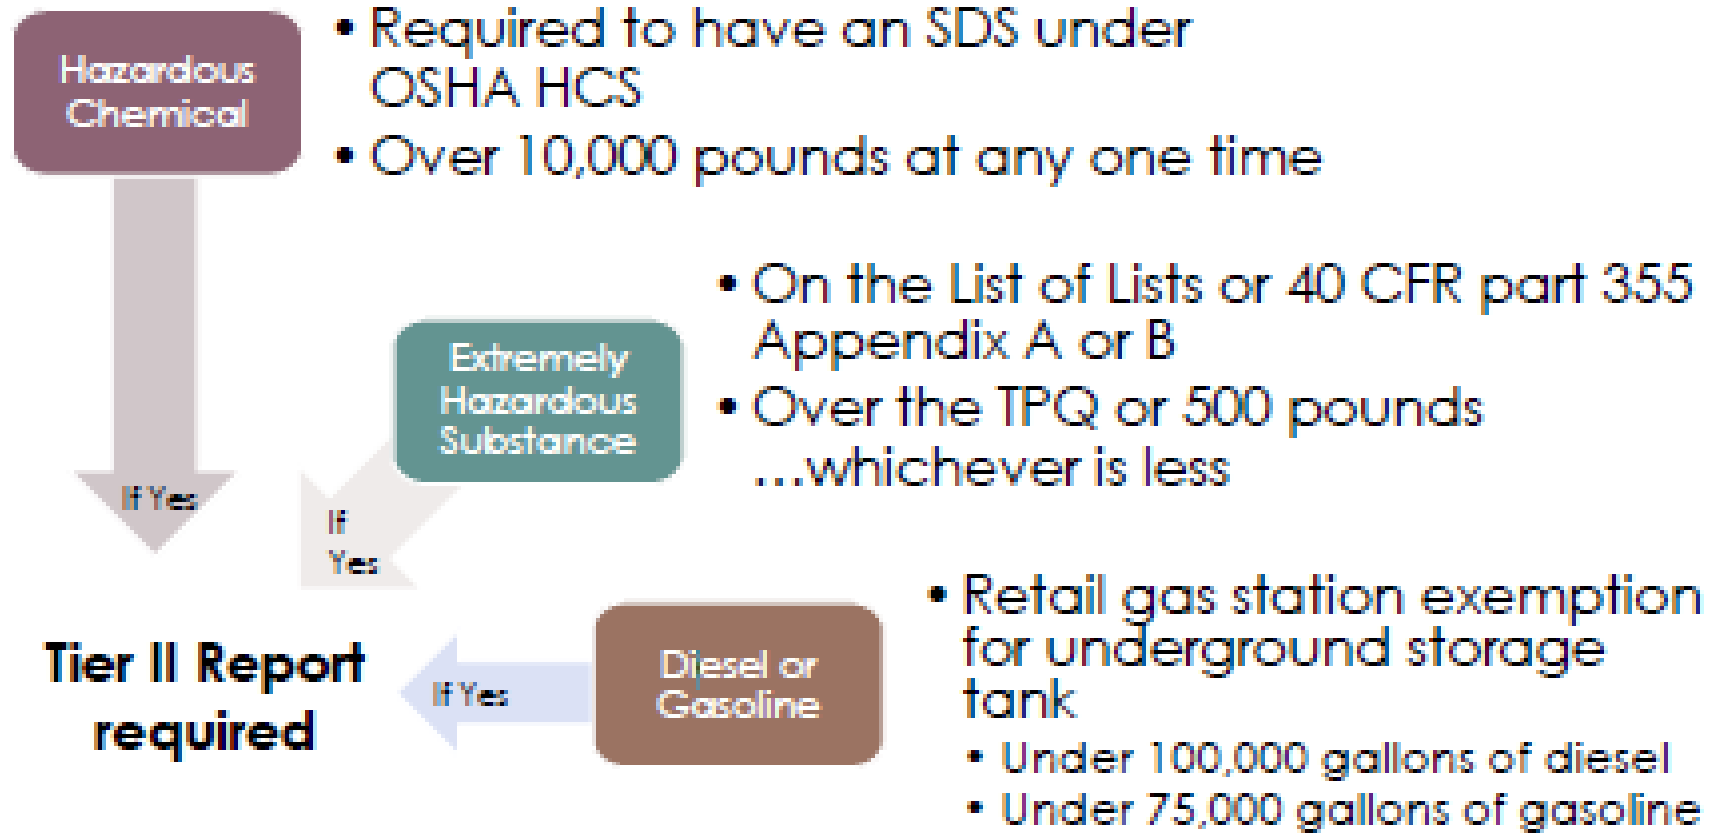 Hazardous
Chemical
• Required to have an SDS under
OSHA HCS
• Over 10,000 pounds at any one time
If Yes
Extremely
Hazardous
Substance
• On the List of Lists or 40 CFR part 355
Appendix A or B
• Over the TPQ or 500 pounds
...whichever is less
If
Yes
Diesel or
Gasoline
• Retail gas station exemption
for underground storage
tank
• Under 100,000 gallons of diesel
• Under 75,000 gallons of gasoline
If Yes
Tier II Report
required